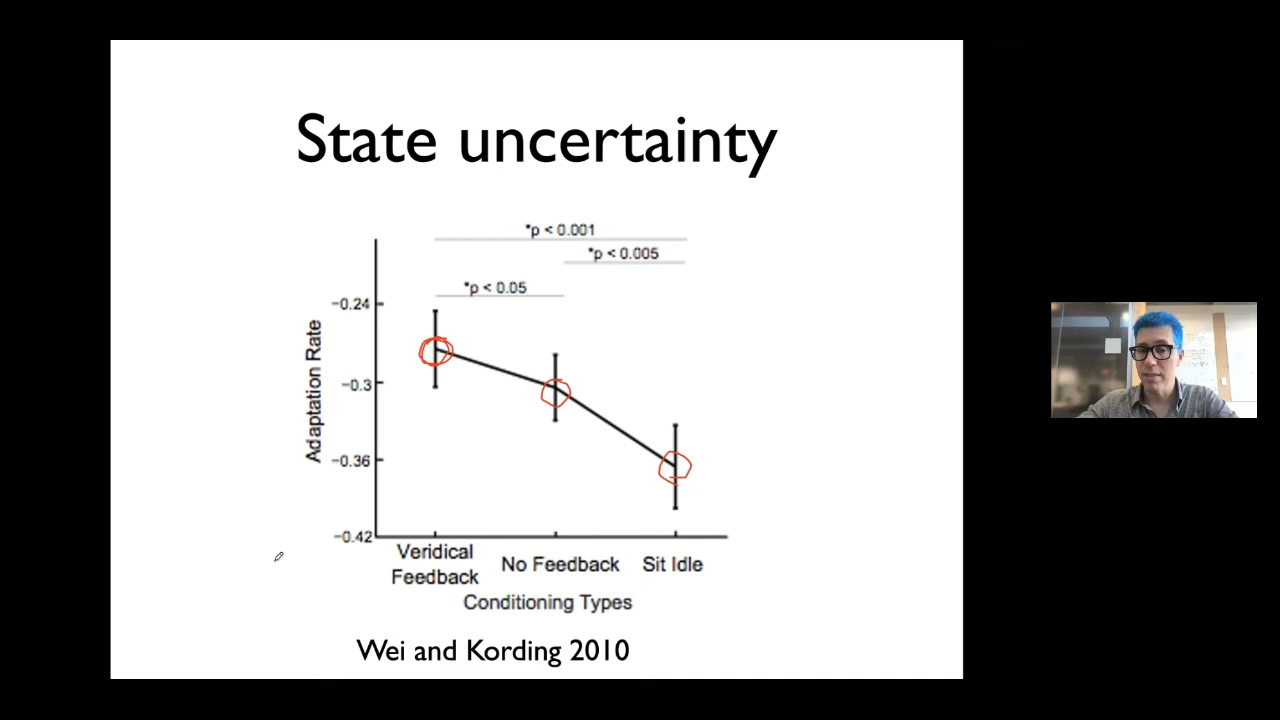 State uncertainty
*p < 0.001
*p < 0.005
*p < 0.05
−0.24
−0.3
−0.36
−0.42
Adaptation Rate
Veridical
Feedback
No Feedback
Sit Idle
Conditioning Types
Wei and Kording 2010